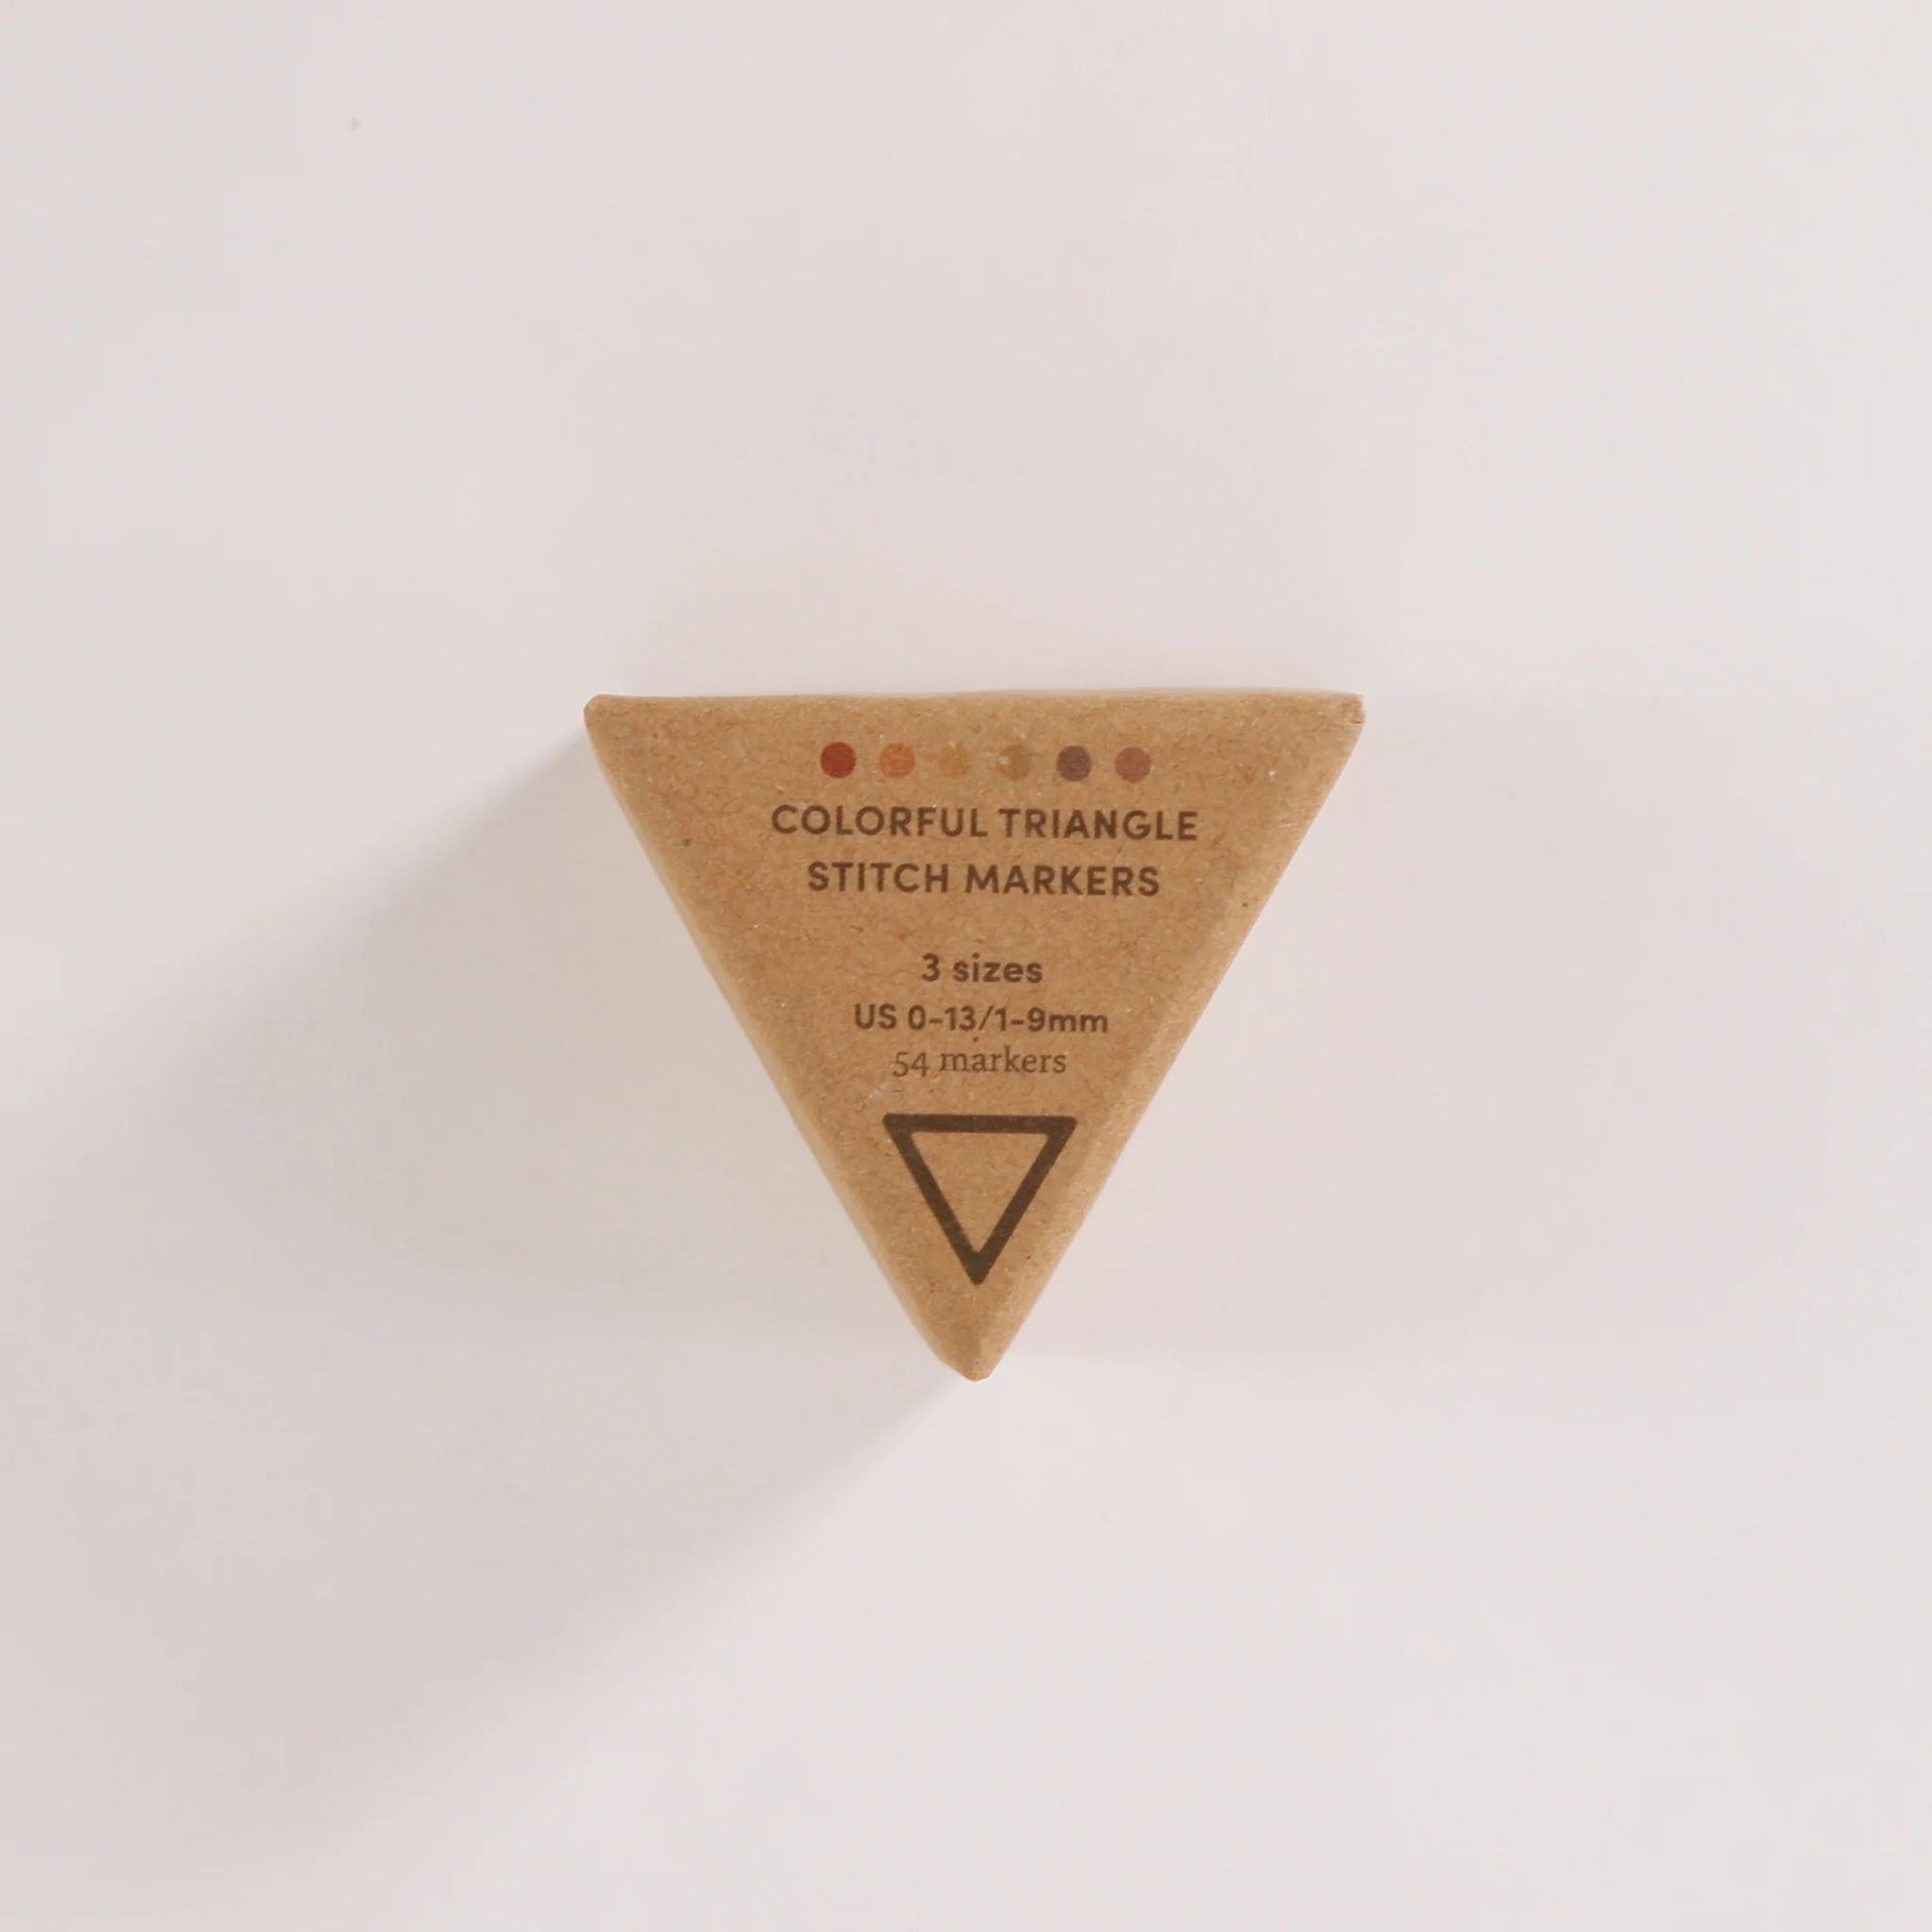 COLORFUL TRIANGLE
STITCH MARKERS
3 sizes
US 0-13/1-9mm
54 markers